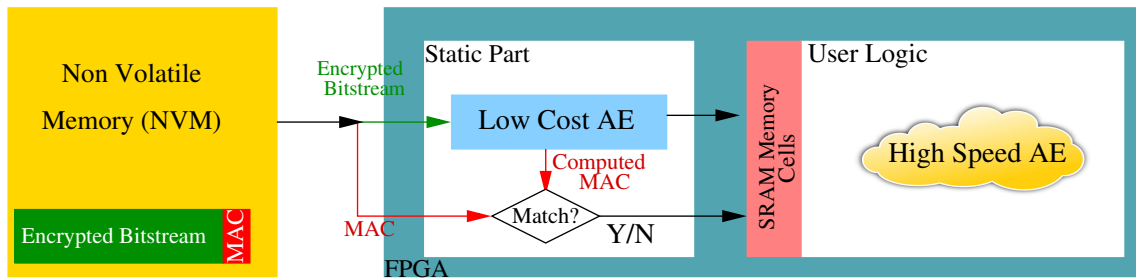 Non Volatile
Memory (NVM)
Encrypted Bitstream
MAC
Encrypted
Bitstream
MAC
FPGA
Static Part
Low Cost AE
Computed
MAC
Match?
Y/N
SRAM Memory
Cells
User Logic
High Speed AE